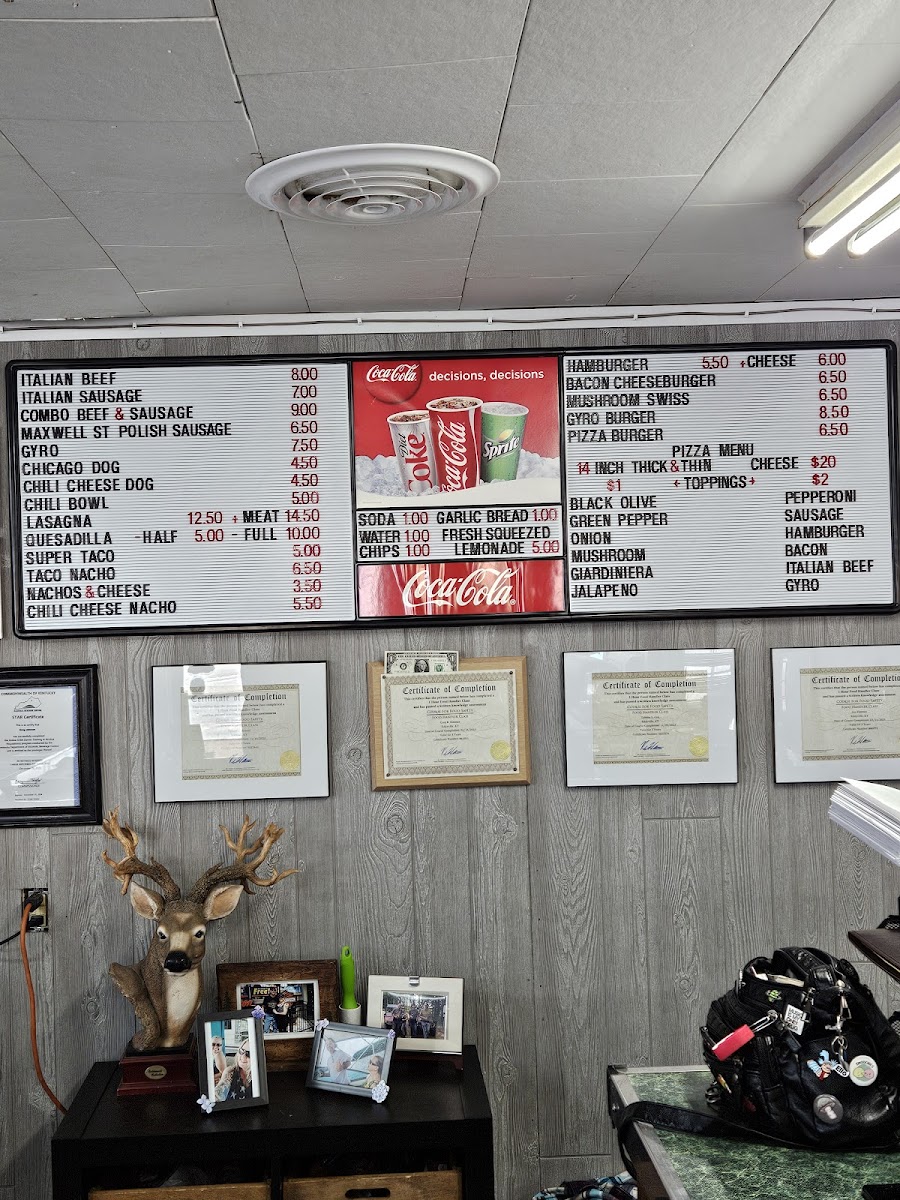 ITALIAN BEEF 8.00
ITALIAN SAUSAGE 7.00
COMBO BEEF & SAUSAGE 9.00
MAXWELL ST POLISH SAUSAGE 6.50
GYRO 7.50
CHICAGO DOG 4.50
CHILI CHEESE DOG 4.50
CHILI BOWL 5.00
LASAGNA 12.50 + MEAT 14.50
QUESADILLA -HALF 5.00 - FULL 10.00
SUPER TACO 5.00
TACO NACHO 6.50
NACHOS & CHEESE 3.50
CHILI CHEESE NACHO 5.50
Coca-Cola decisions, decisions
Diet Coke
Coca-Cola
Sprite
SODA 1.00 GARLIC BREAD 1.00
WATER 1.00 FRESH SQUEEZED
CHIPS 1.00 LEMONADE 5.00
Coca-Cola
HAMBURGER 5.50 +CHEESE 6.00
BACON CHEESEBURGER 6.50
MUSHROOM SWISS 6.50
GYRO BURGER 8.50
PIZZA BURGER 6.50
PIZZA MENU
14 INCH THICK & THIN CHEESE $20
$1 ←TOPPINGS→ $2
BLACK OLIVE PEPPERONI
GREEN PEPPER SAUSAGE
ONION HAMBURGER
MUSHROOM BACON
GIARDINIERA ITALIAN BEEF
JALAPENO GYRO
STAR Certificate
Certificate of Completion
Certificate of Completion
Certificate of Completion
Certificate of Completion